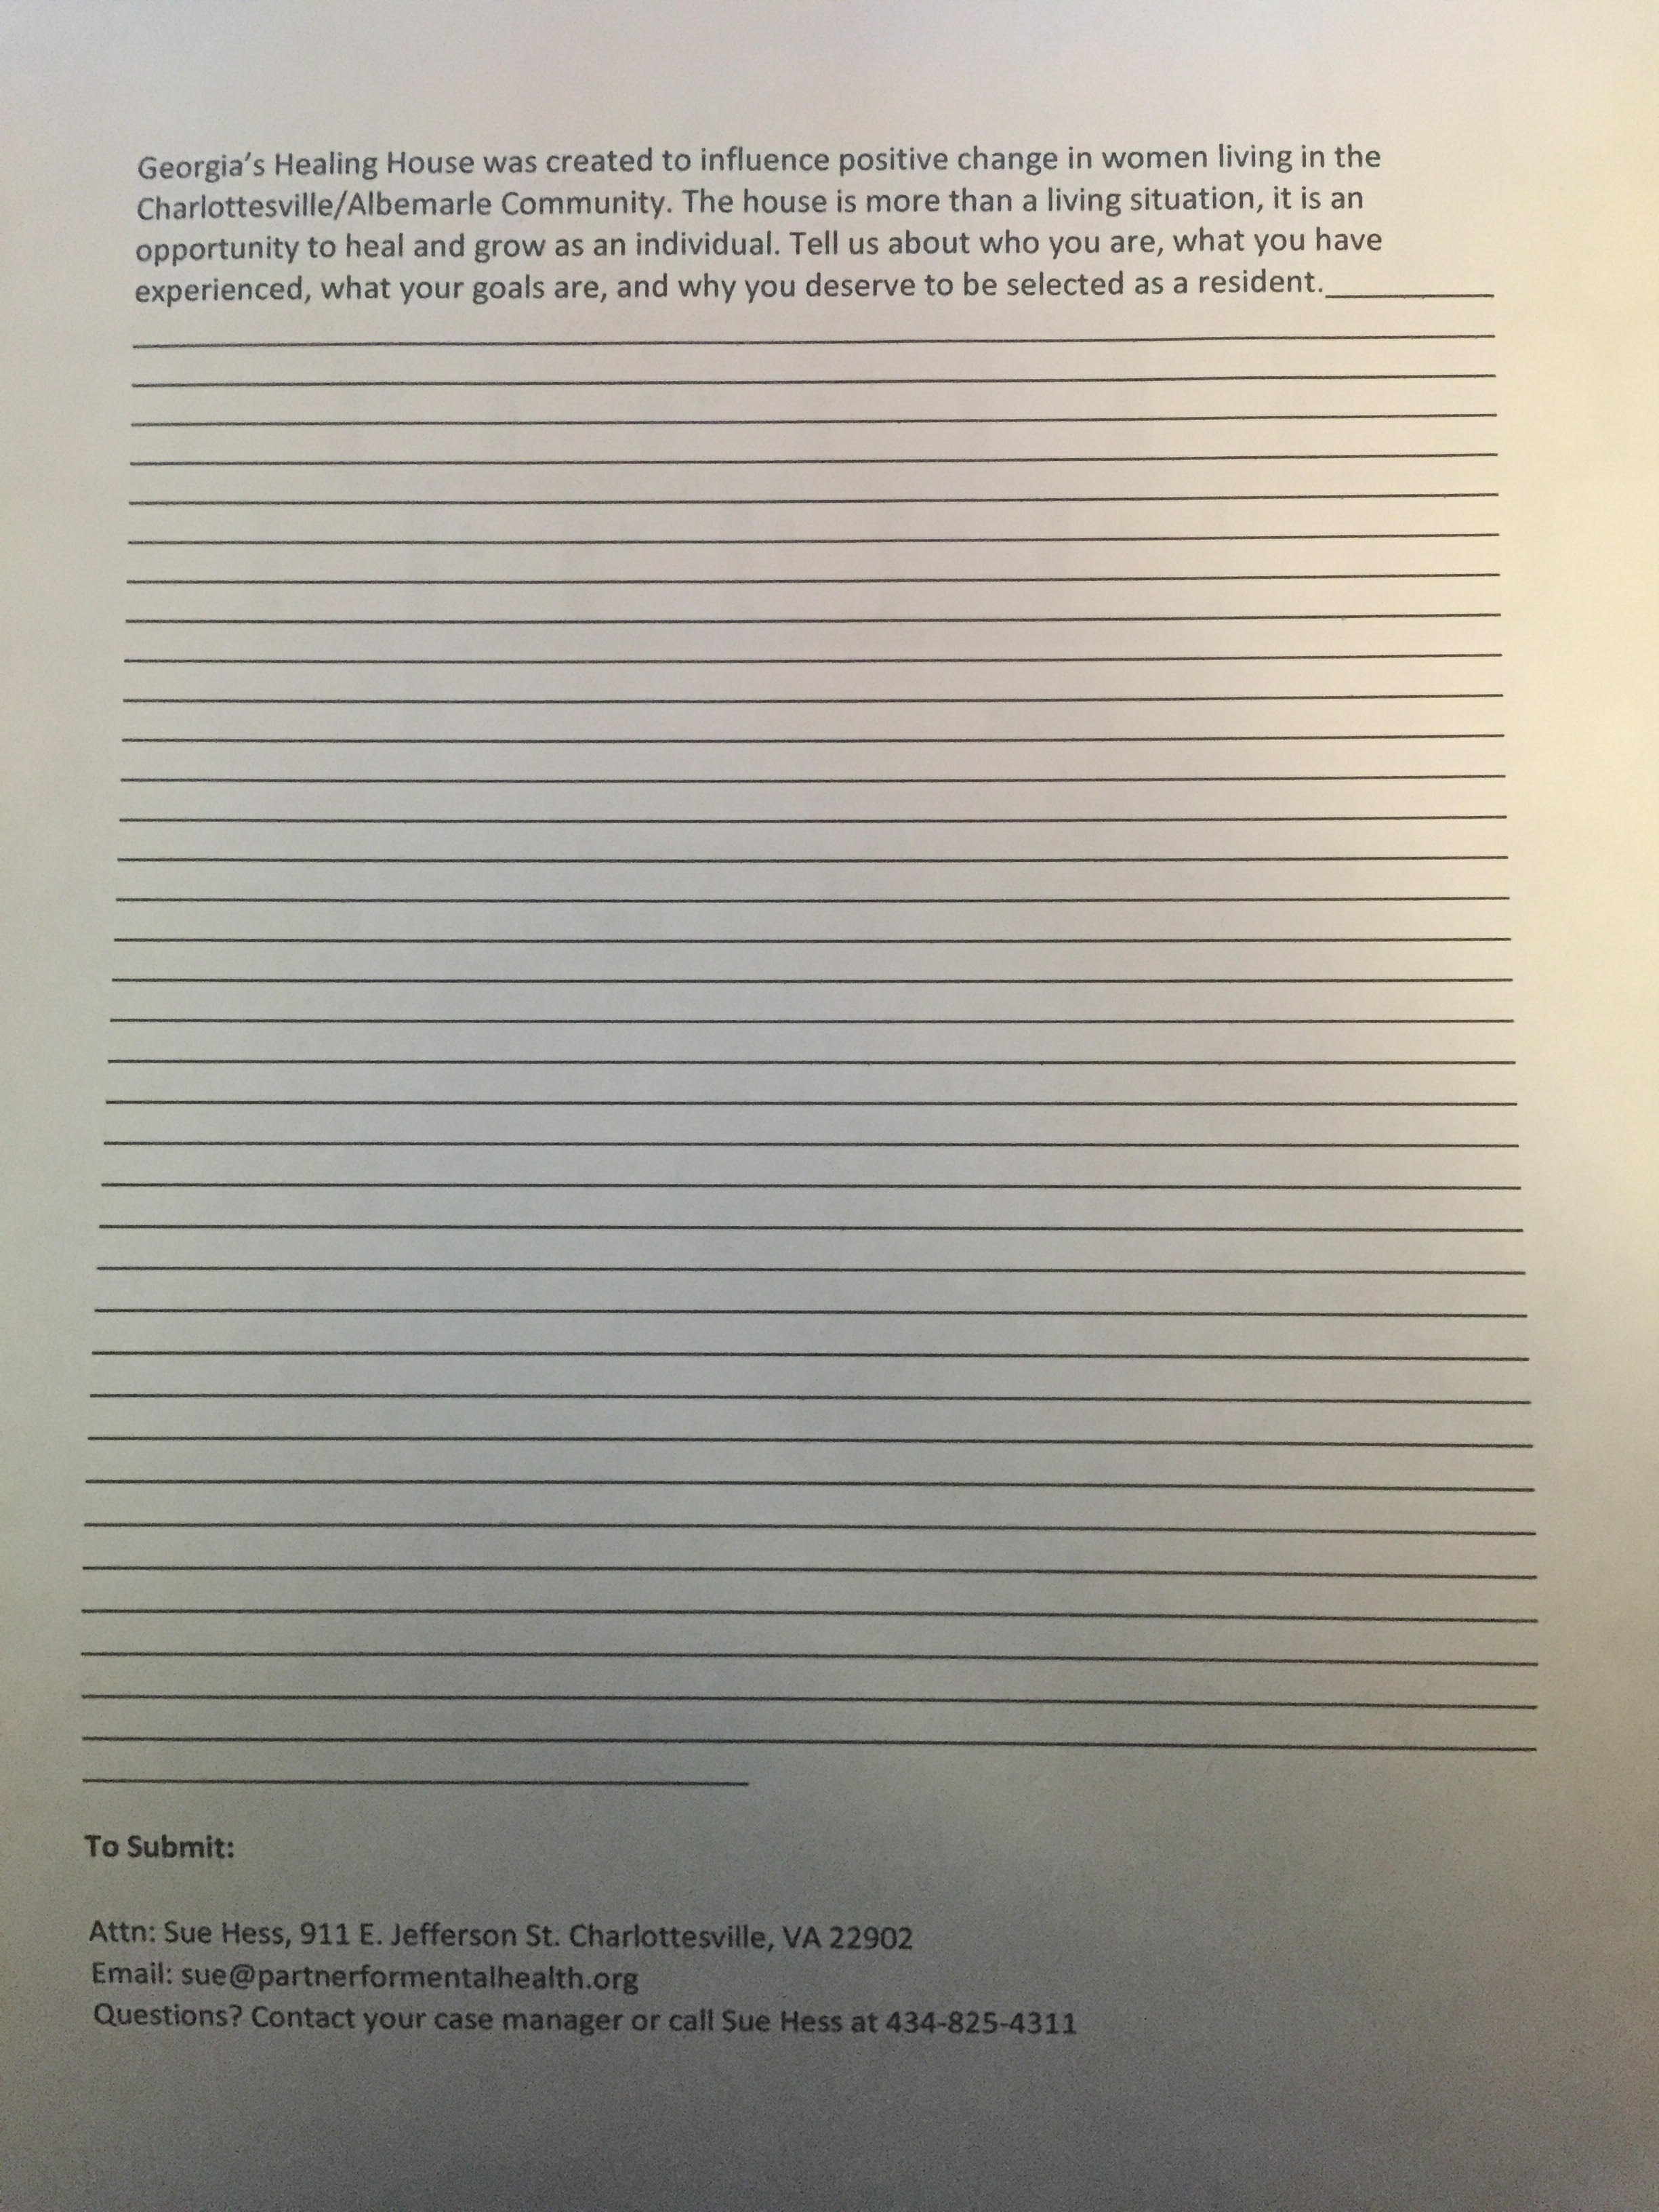 Georgia's Healing House was created to influence positive change in women living in the
Charlottesville/Albemarle Community. The house is more than a living situation, it is an
opportunity to heal and grow as an individual. Tell us about who you are, what you have
experienced, what your goals are, and why you deserve to be selected as a resident.
To Submit:
Attn: Sue Hess, 911 E. Jefferson St. Charlottesville, VA 22902
Email: sue@partnerformentalhealth.org
Questions? Contact your case manager or call Sue Hess at 434-825-4311